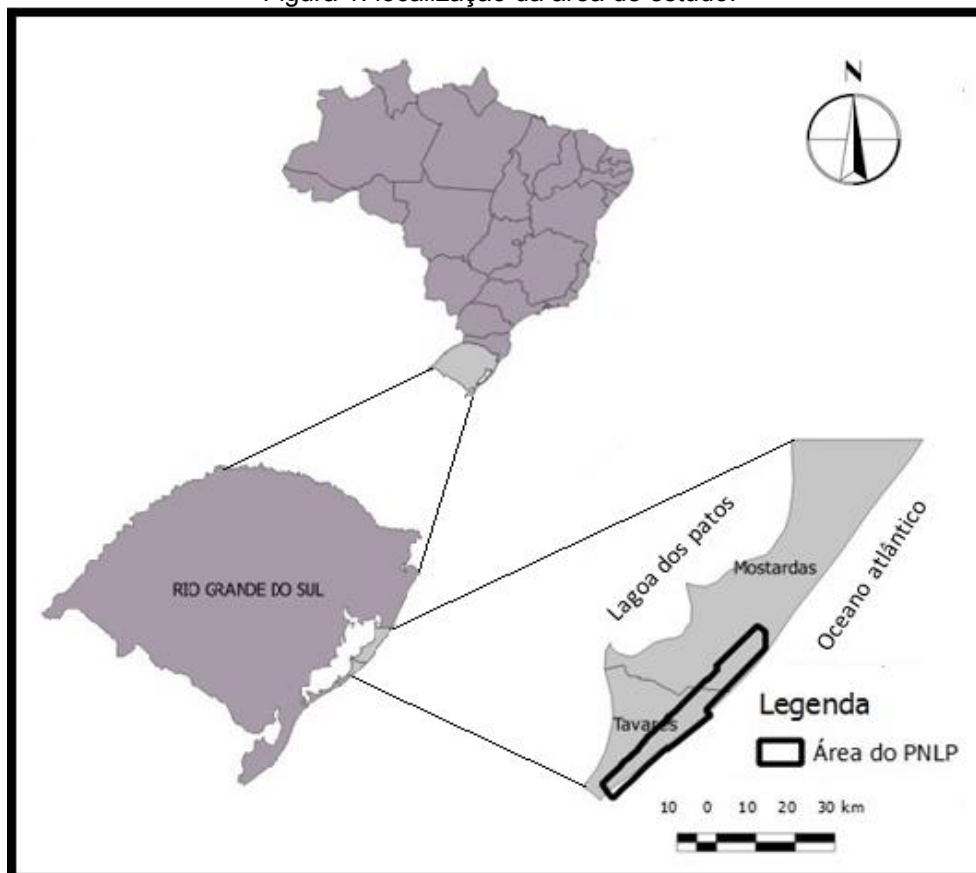 Figura 1: localização da área de estudo.
N
RIO GRANDE DO SUL
Lagoa dos patos
Mostardas
Oceano atlântico
Tavares
Legenda
Área do PNLP
10 0 10 20 30 km